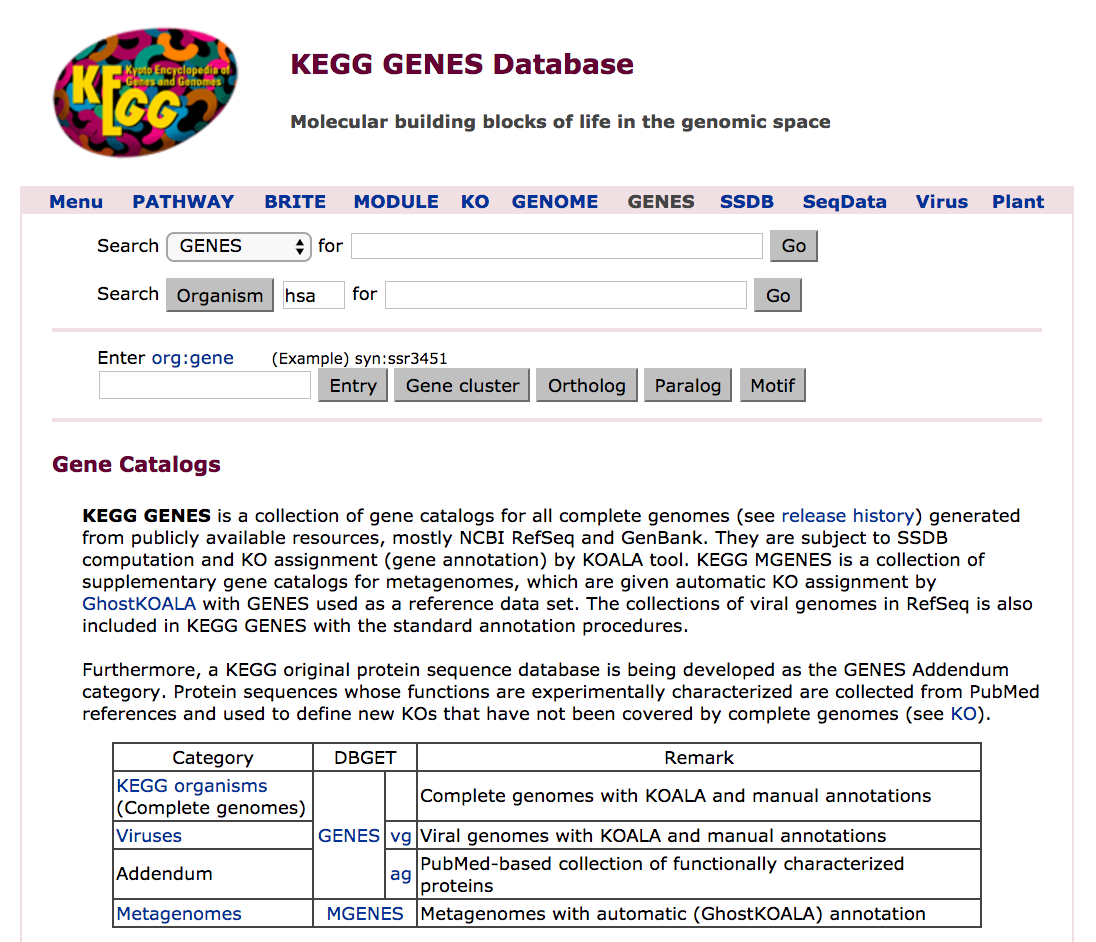 KEGG
Kyoto Encyclopedia of
Genes and Genomes
KEGG GENES Database
Molecular building blocks of life in the genomic space
Menu PATHWAY BRITE MODULE KO GENOME GENES SSDB SeqData Virus Plant
Search GENES for Go
Search Organism hsa for Go
Enter org:gene (Example) syn:ssr3451
Entry Gene cluster Ortholog Paralog Motif
Gene Catalogs
KEGG GENES is a collection of gene catalogs for all complete genomes (see release history) generated
from publicly available resources, mostly NCBI RefSeq and GenBank. They are subject to SSDB
computation and KO assignment (gene annotation) by KOALA tool. KEGG MGENES is a collection of
supplementary gene catalogs for metagenomes, which are given automatic KO assignment by
GhostKOALA with GENES used as a reference data set. The collections of viral genomes in RefSeq is also
included in KEGG GENES with the standard annotation procedures.
Furthermore, a KEGG original protein sequence database is being developed as the GENES Addendum
category. Protein sequences whose functions are experimentally characterized are collected from PubMed
references and used to define new KOs that have not been covered by complete genomes (see KO).
Category DBGET Remark
KEGG organisms
(Complete genomes) Complete genomes with KOALA and manual annotations
Viruses GENES vg Viral genomes with KOALA and manual annotations
Addendum ag PubMed-based collection of functionally characterized
proteins
Metagenomes MGENES Metagenomes with automatic (GhostKOALA) annotation